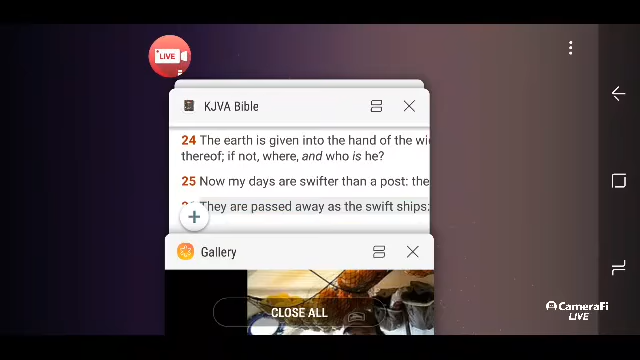 LIVE
KJVA Bible
24 The earth is given into the hand of the wi
thereof; if not, where, and who is he?
25 Now my days are swifter than a post: the
They are passed away as the swift ships:
Gallery
CLOSE ALL
CameraFi
LIVE